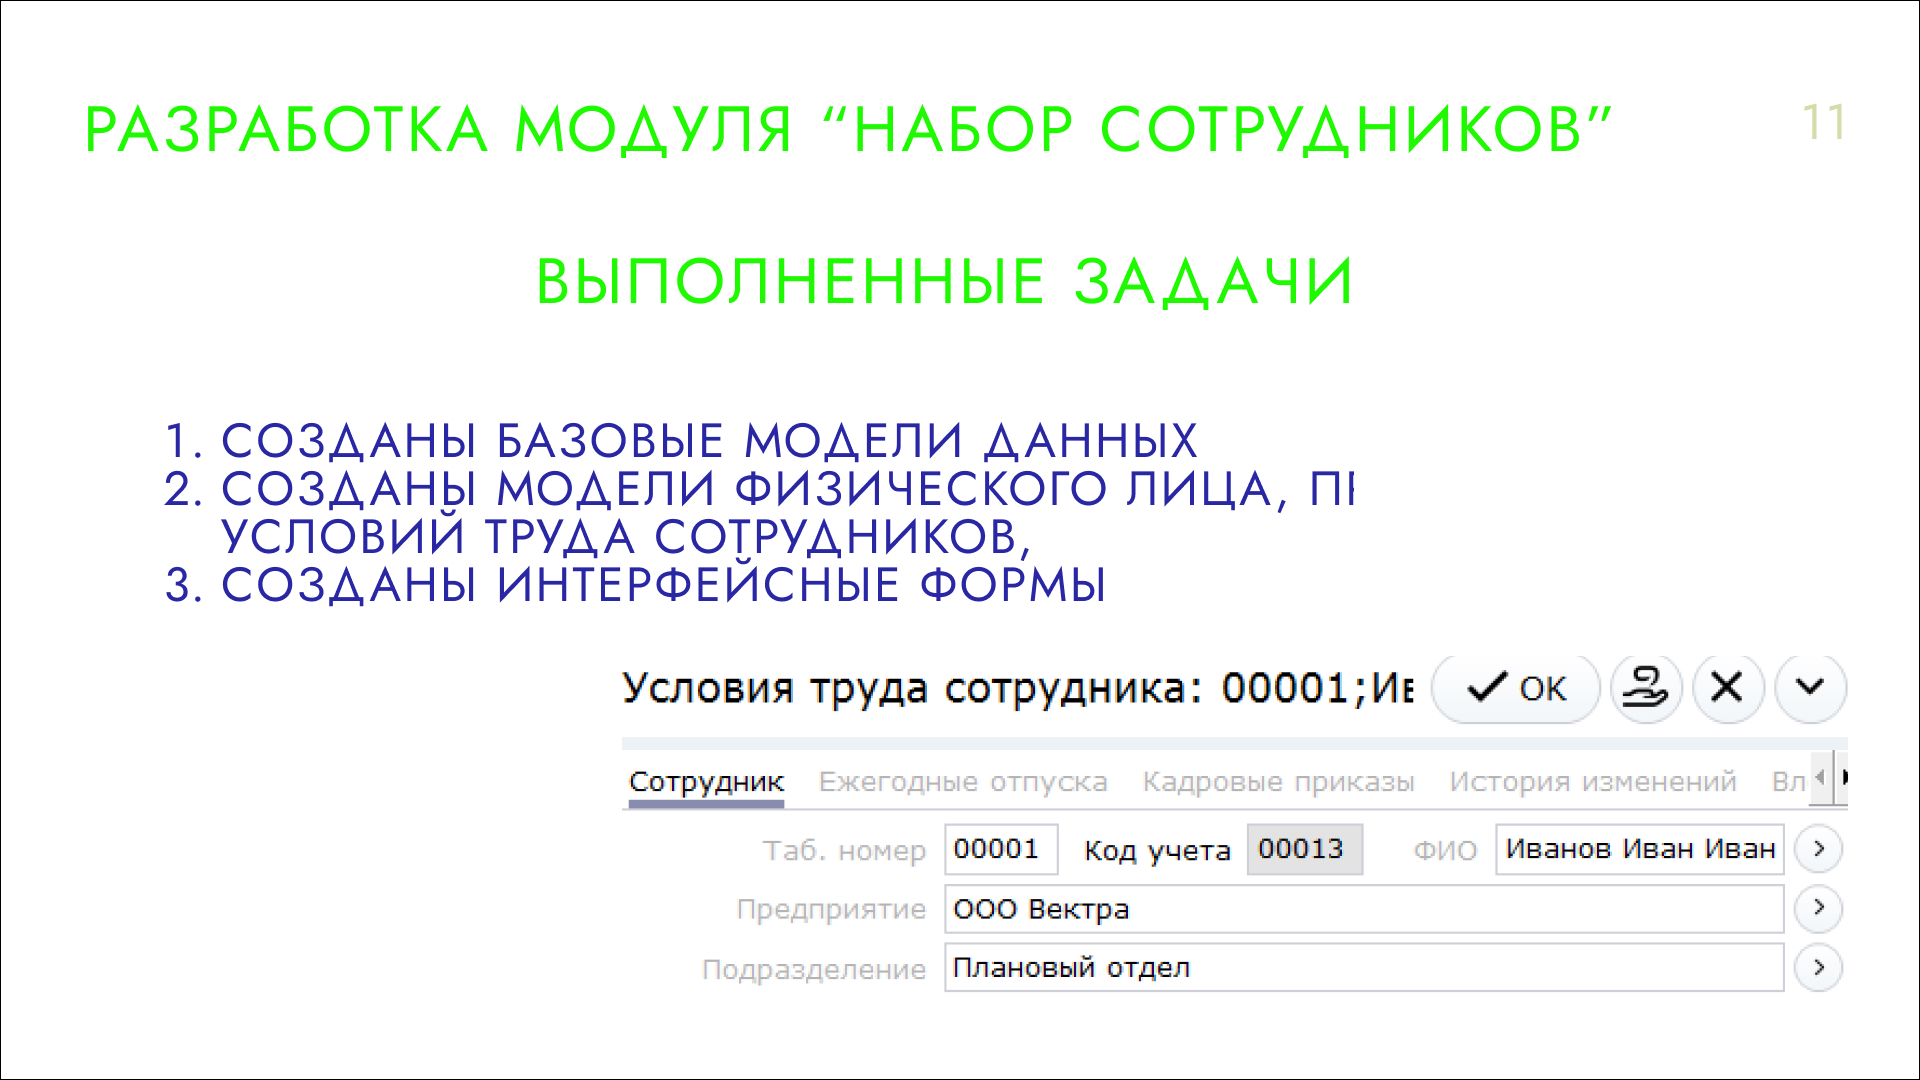 РАЗРАБОТКА МОДУЛЯ “НАБОР СОТРУДНИКОВ”
11
ВЫПОЛНЕННЫЕ ЗАДАЧИ
1. СОЗДАНЫ БАЗОВЫЕ МОДЕЛИ ДАННЫХ
2. СОЗДАНЫ МОДЕЛИ ФИЗИЧЕСКОГО ЛИЦА,
УСЛОВИЙ ТРУДА СОТРУДНИКОВ,
3. СОЗДАНЫ ИНТЕРФЕЙСНЫЕ ФОРМЫ
Условия труда сотрудника: 00001; OK
Сотрудник Ежегодные отпуска Кадровые приказы История изменений Вл
Таб. номер 00001 Код учета 00013 ФИО Иванов Иван Иван
Предприятие ООО Вектра
Подразделение Плановый отдел